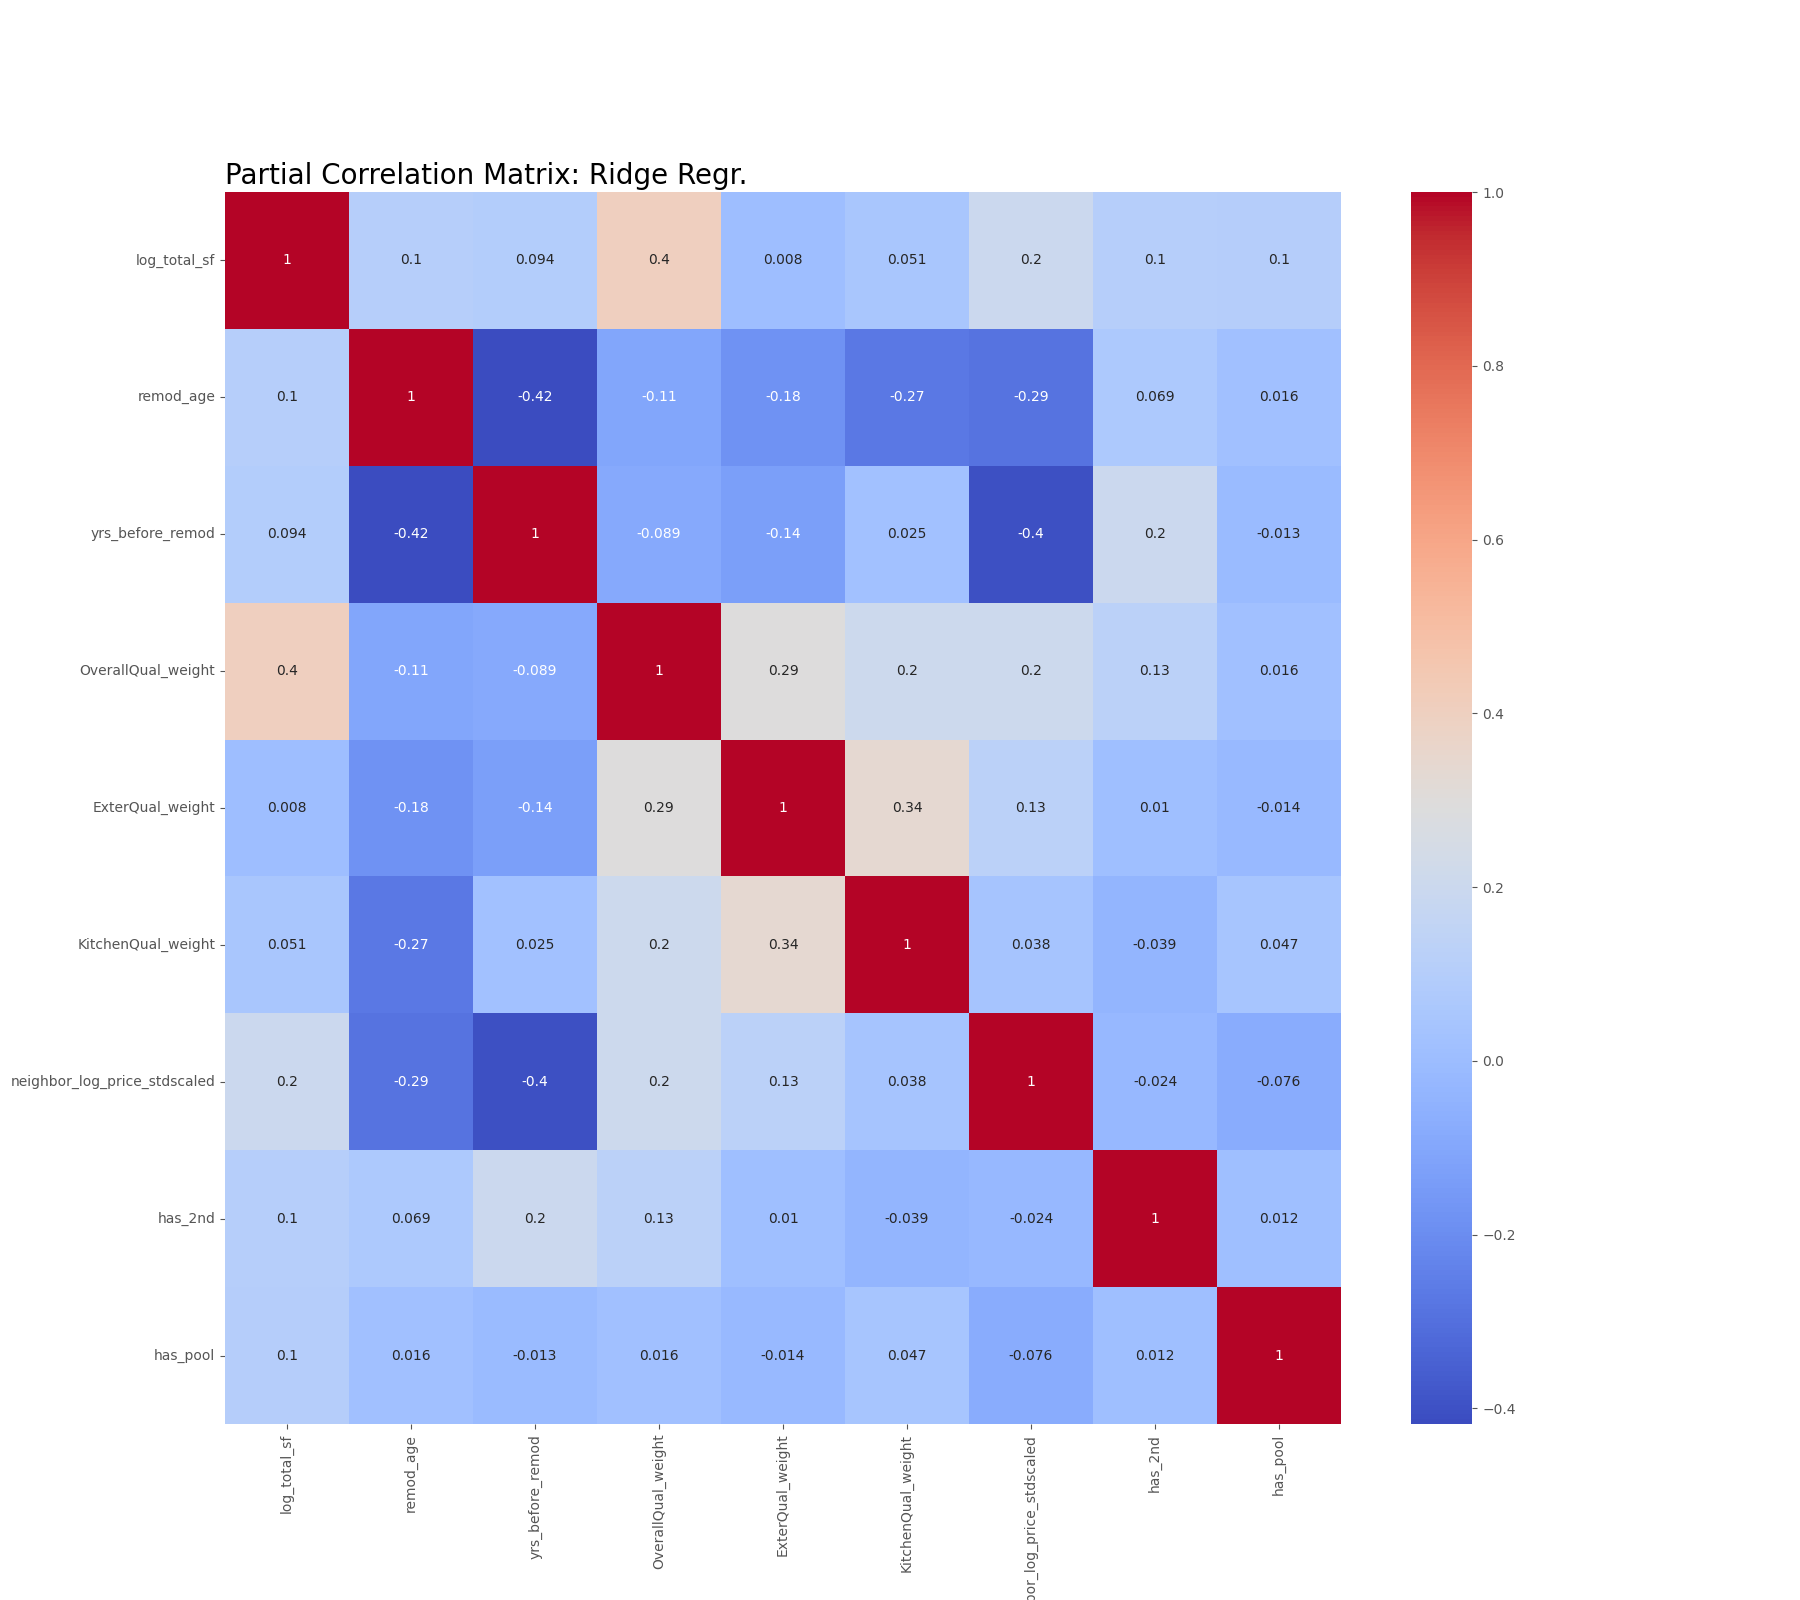 Partial Correlation Matrix: Ridge Regr.
log_total_sf 1 0.1 0.094 0.4 0.008 0.051 0.2 0.1 0.1
remod_age 1 0.1 -0.42 -0.11 -0.18 -0.27 -0.29 0.069 0.016
yrs_before_remod 0.094 -0.42 1 -0.089 -0.14 0.025 -0.4 0.2 -0.013
OverallQual_weight 0.4 -0.11 -0.089 1 0.29 0.2 0.2 0.13 0.016
ExterQual_weight 0.008 -0.18 -0.14 0.29 1 0.34 0.13 0.01 -0.014
KitchenQual_weight 0.051 -0.27 0.025 0.2 0.34 1 0.038 -0.039 0.047
neighbor_log_price_stdscaled 0.2 -0.29 -0.4 0.2 0.13 0.038 1 -0.024 -0.076
has_2nd 0.1 0.069 0.2 0.13 0.01 -0.039 -0.024 1 0.012
has_pool 0.1 0.016 -0.013 0.016 -0.014 0.047 -0.076 0.012 1
log_total_sf
remod_age
yrs_before_remod
OverallQual_weight
ExterQual_weight
KitchenQual_weight
bor_log_price_stdscaled
has_2nd
has_pool
1.0
0.8
0.6
0.4
0.2
0.0
−0.2
−0.4